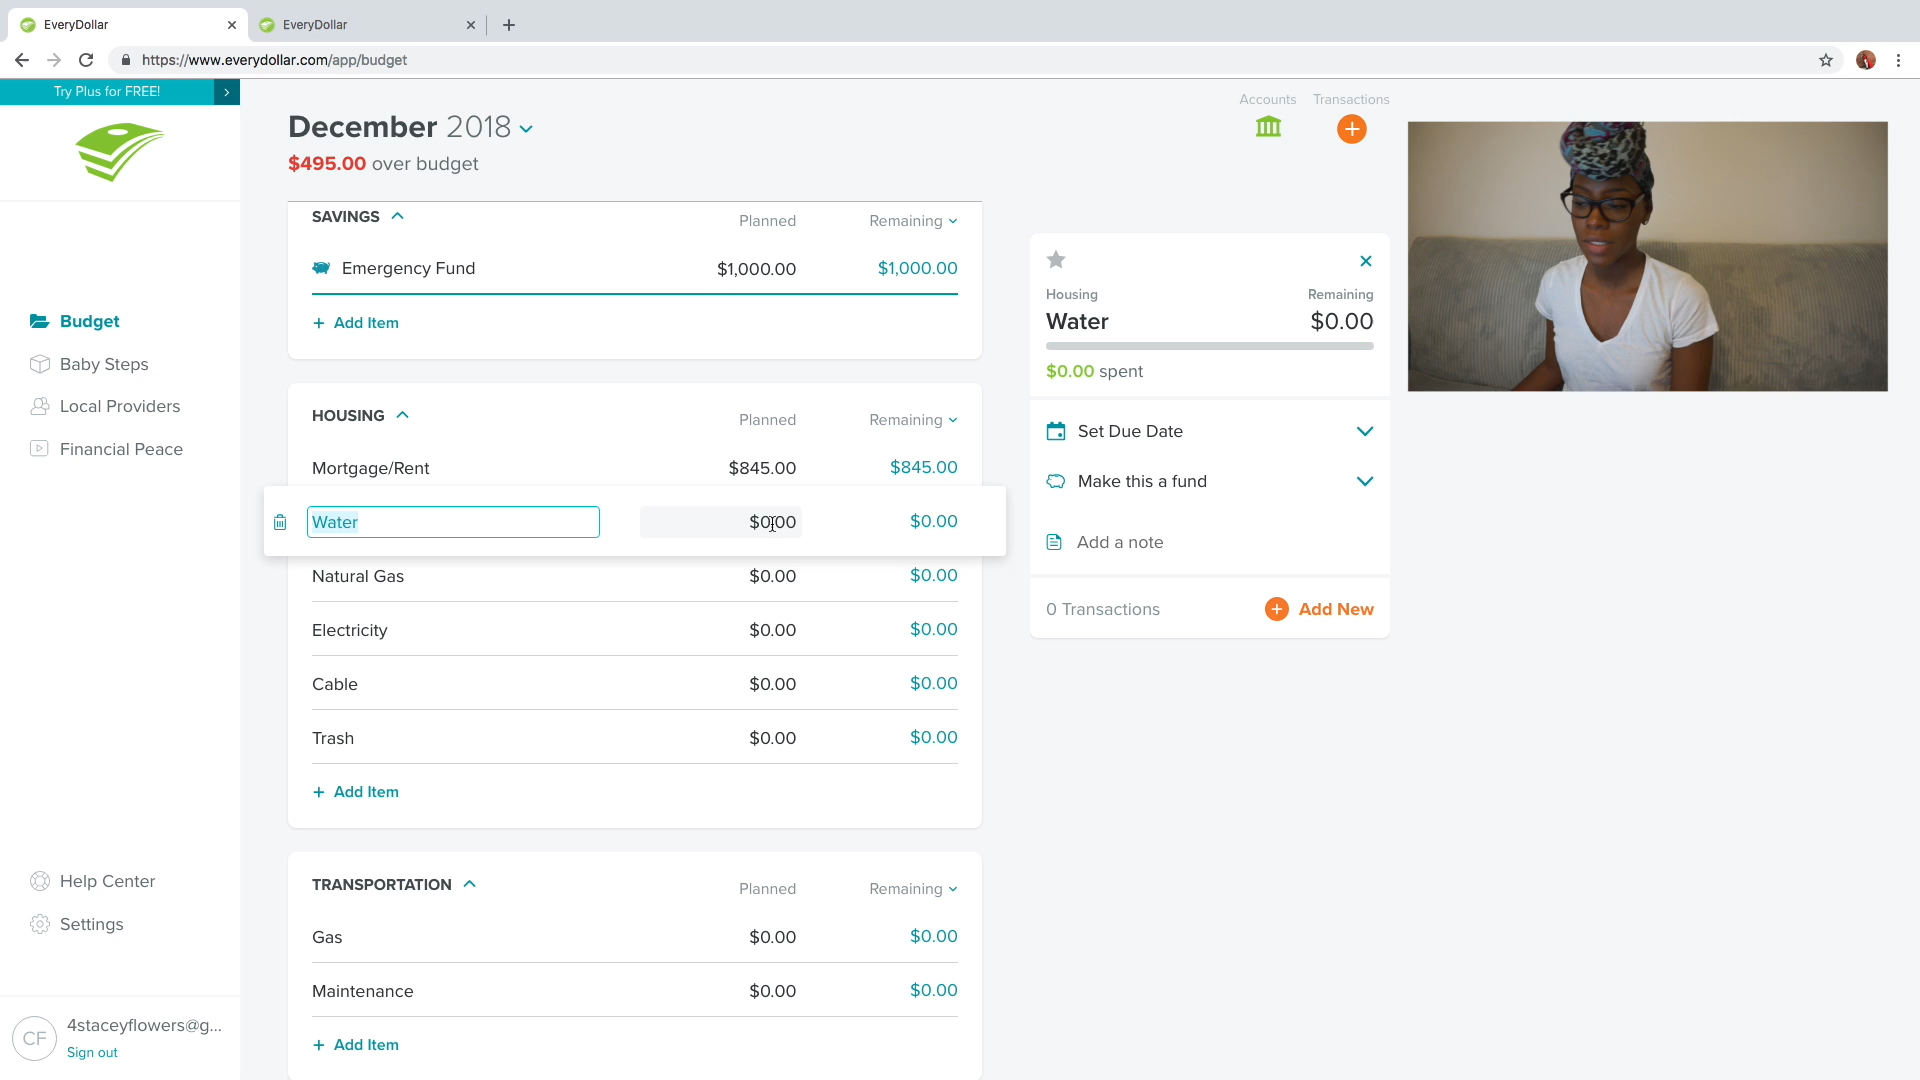 EveryDollar
EveryDollar
https://www.everydollar.com/app/budget
Try Plus for FREE!
Budget
Baby Steps
Local Providers
Financial Peace
Help Center
Settings
CF
4staceyflowers@g...
Sign out
December 2018
$495.00 over budget
Accounts Transactions
SAVINGS Planned Remaining
Emergency Fund $1,000.00 $1,000.00
+ Add Item
HOUSING Planned Remaining
Mortgage/Rent $845.00 $845.00
Water $0.00 $0.00
Natural Gas $0.00 $0.00
Electricity $0.00 $0.00
Cable $0.00 $0.00
Trash $0.00 $0.00
+ Add Item
TRANSPORTATION Planned Remaining
Gas $0.00 $0.00
Maintenance $0.00 $0.00
+ Add Item
Housing Remaining
Water $0.00
$0.00 spent
Set Due Date
Make this a fund
Add a note
0 Transactions Add New